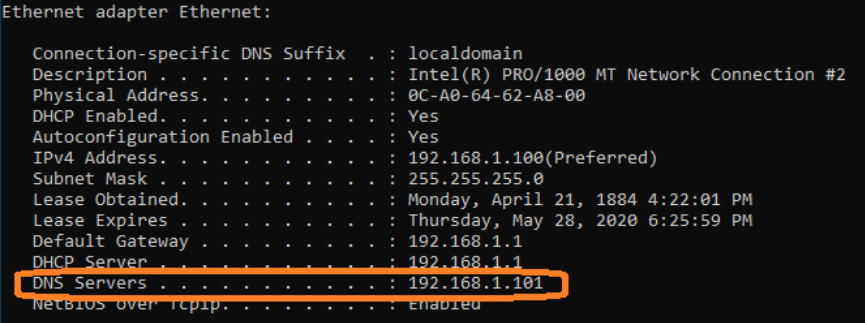 Ethernet adapter Ethernet:
Connection-specific DNS Suffix  . : localdomain
Description . . . . . . . . . . . : Intel(R) PRO/1000 MT Network Connection #2
Physical Address. . . . . . . . . : 0C-A0-64-62-A8-00
DHCP Enabled. . . . . . . . . . . : Yes
Autoconfiguration Enabled . . . . : Yes
IPv4 Address. . . . . . . . . . . : 192.168.1.100(Preferred)
Subnet Mask . . . . . . . . . . . : 255.255.255.0
Lease Obtained. . . . . . . . . . : Monday, April 21, 1884 4:22:01 PM
Lease Expires . . . . . . . . . . : Thursday, May 28, 2020 6:25:59 PM
Default Gateway . . . . . . . . . : 192.168.1.1
DHCP Server . . . . . . . . . . . : 192.168.1.1
DNS Servers . . . . . . . . . . . : 192.168.1.101
NetBIOS over Tcpip. . . . . . . . : Enabled